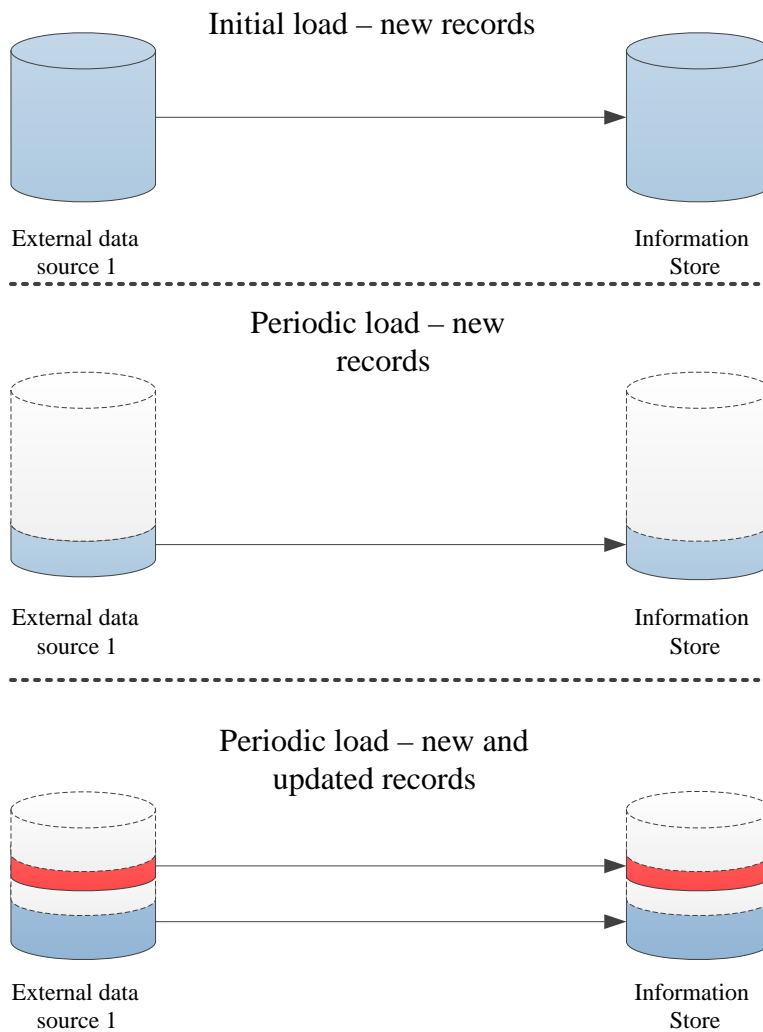 Initial load – new records
External data
source 1
Information
Store
Periodic load – new
records
External data
source 1
Information
Store
Periodic load – new and
updated records
External data
source 1
Information
Store